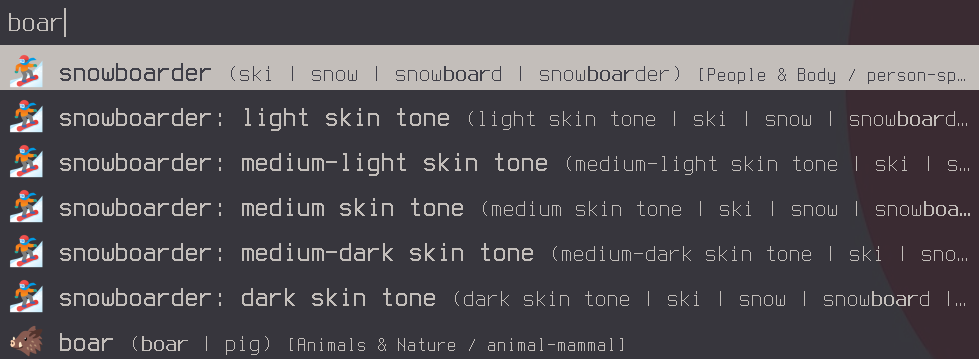 boar
snowboarder (ski | snow | snowboard | snowboarder) [People & Body / person-sp…
snowboarder: light skin tone (light skin tone | ski | snow | snowboard…
snowboarder: medium-light skin tone (medium-light skin tone | ski | s…
snowboarder: medium skin tone (medium skin tone | ski | snow | snowboa…
snowboarder: medium-dark skin tone (medium-dark skin tone | ski | sno…
snowboarder: dark skin tone (dark skin tone | ski | snow | snowboard |…
boar (boar | pig) [Animals & Nature / animal-mammal]